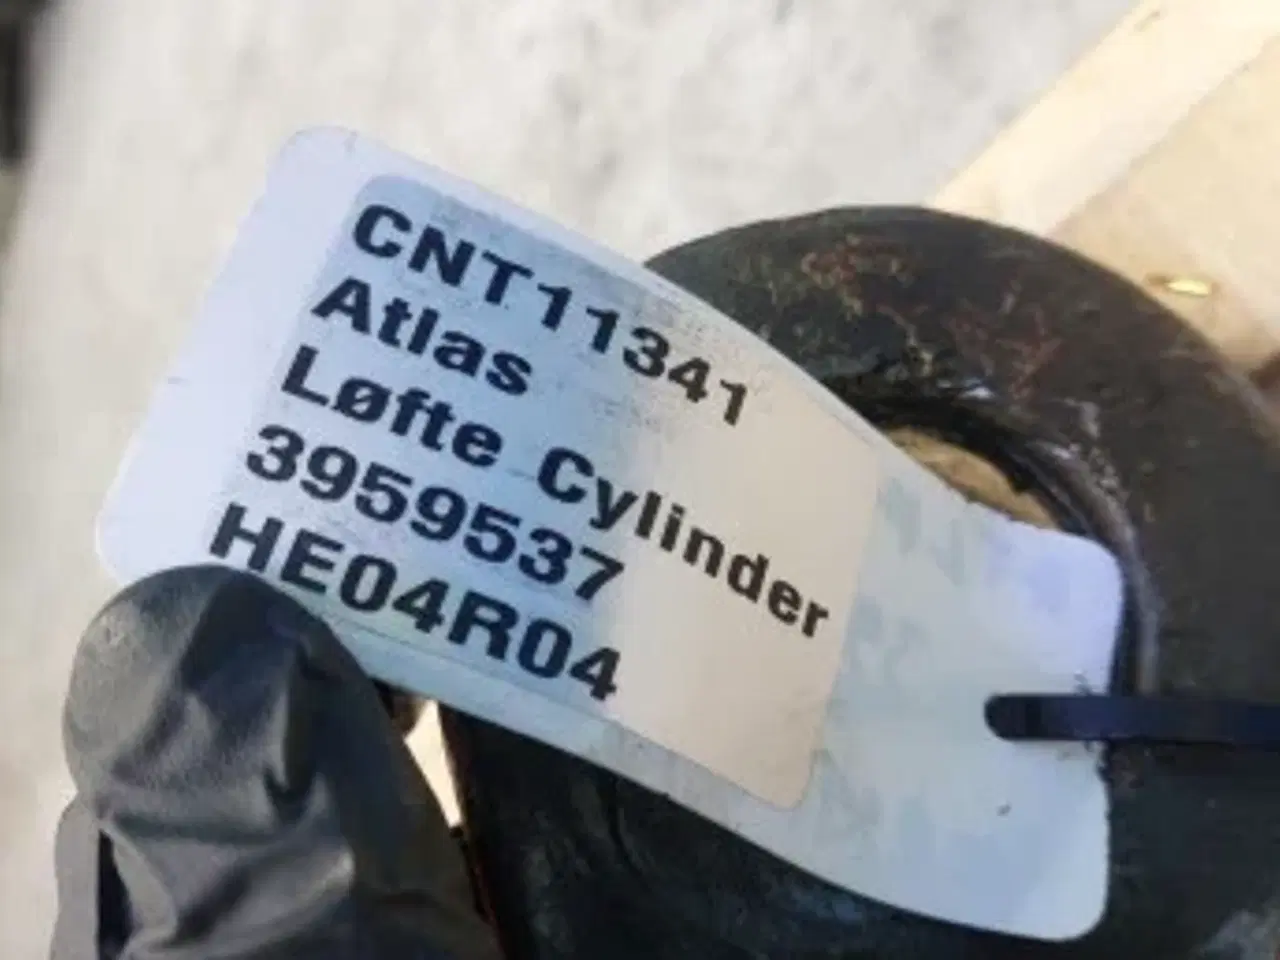 CNT11341
Atlas
Løfte Cylinder
3959537
HE04R04